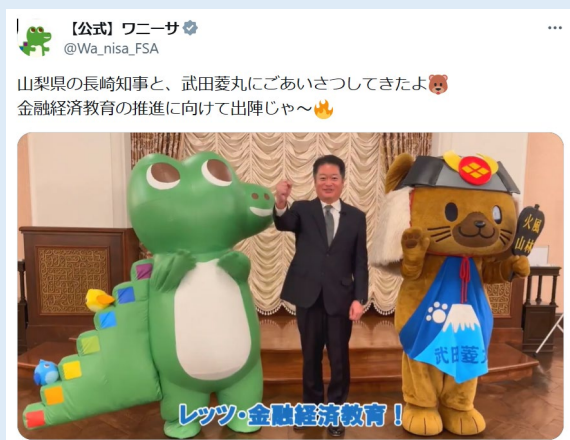 【公式】ワニーサ
@Wa_nisa_FSA
山梨県の長崎知事と、武田菱丸にごあいさつしてきたよ🐻
金融経済教育の推進に向けて出陣じゃ～🔥
風
林
火
山
武田菱
レッツ・金融経済教育！